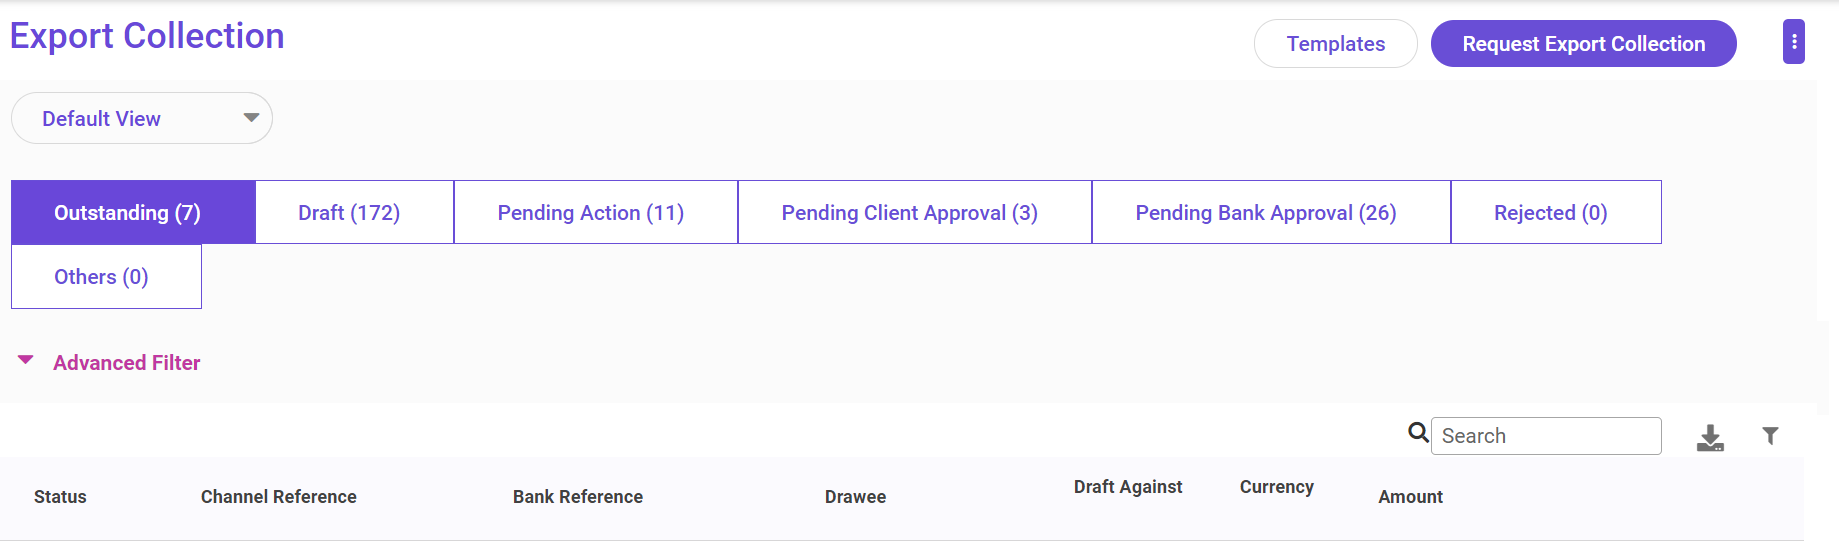 Export Collection
Templates
Request Export Collection
Default View
Outstanding (7)
Draft (172)
Pending Action (11)
Pending Client Approval (3)
Pending Bank Approval (26)
Rejected (0)
Others (0)
Advanced Filter
Search
Status
Channel Reference
Bank Reference
Drawee
Draft Against
Currency
Amount